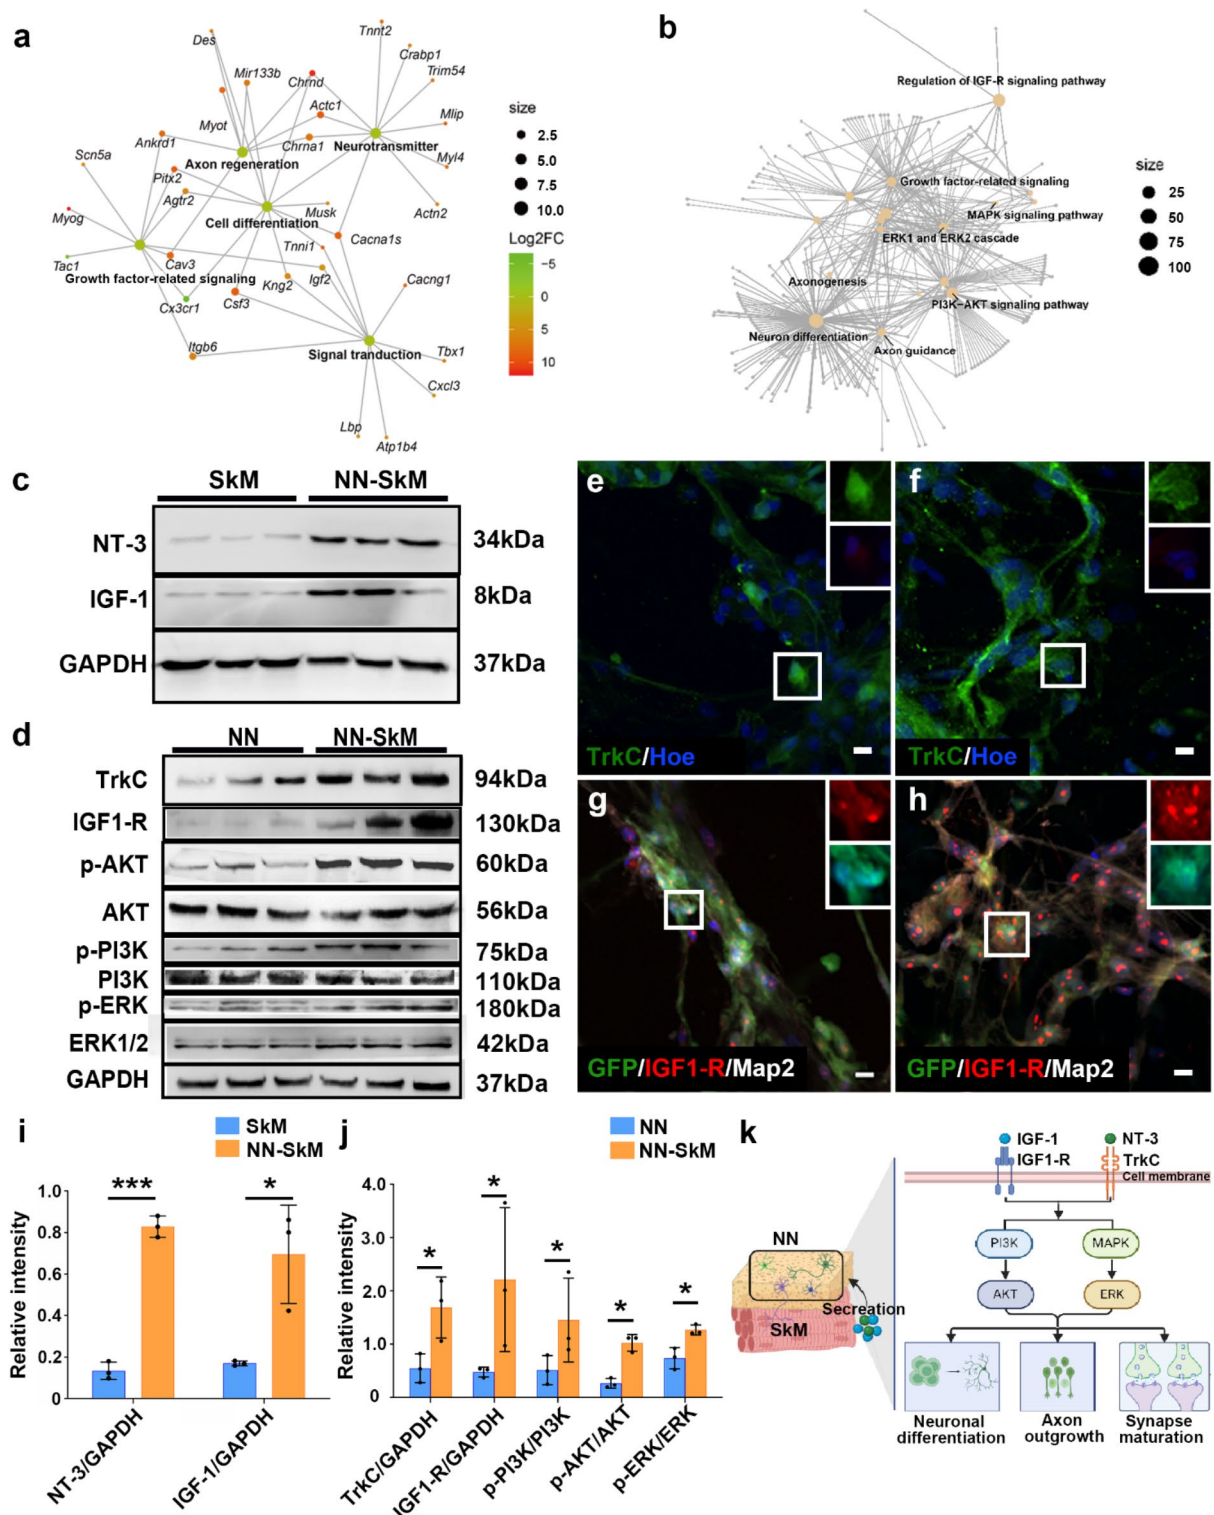 a
Des
Tnnt2
Crabp1
Mir133b
Chrnd
Trim54
Actc1
Mlip
Myot
Ankrd1
Chrna1
Neurotransmitter
Scn5a
Axon regeneration
Myl4
Pitx2
Agtr2
Musk
Actn2
Myog
Cell differentiation
Tnni1
Cacna1s
Tac1
Cav3
Growth factor-related signaling
Kng2
Igf2
Cacng1
Cx3cr1
Csf3
Itgb6
Signal tranduction
Tbx1
Cxcl3
Lbp
Atp1b4
size
2.5
5.0
7.5
10.0
Log2FC
−5
0
5
10
b
Regulation of IGF-R signaling pathway
Growth factor-related signaling
MAPK signaling pathway
ERK1 and ERK2 cascade
Axonogenesis
PI3K−AKT signaling pathway
Neuron differentiation
Axon guidance
size
25
50
75
100
c
SkM NN-SkM
NT-3 34kDa
IGF-1 8kDa
GAPDH 37kDa
d
NN NN-SkM
TrkC 94kDa
IGF1-R 130kDa
p-AKT 60kDa
AKT 56kDa
p-PI3K 75kDa
PI3K 110kDa
p-ERK 180kDa
ERK1/2 42kDa
GAPDH 37kDa
e
TrkC/Hoe
f
TrkC/Hoe
g
GFP/IGF1-R/Map2
h
GFP/IGF1-R/Map2
i
SkM
NN-SkM
Relative intensity
1.0
0.8
0.6
0.4
0.2
0
***
*
NT-3/GAPDH
IGF-1/GAPDH
j
NN
NN-SkM
Relative intensity
4.0
3.0
2.0
1.0
0
*
*
*
*
*
TrkC/GAPDH
IGF1-R/GAPDH
p-PI3K/PI3K
p-AKT/AKT
p-ERK/ERK
k
IGF-1
NT-3
IGF1-R
TrkC
Cell membrane
PI3K
MAPK
AKT
ERK
NN
Secreation
SkM
Neuronal
differentiation
Axon
outgrowth
Synapse
maturation